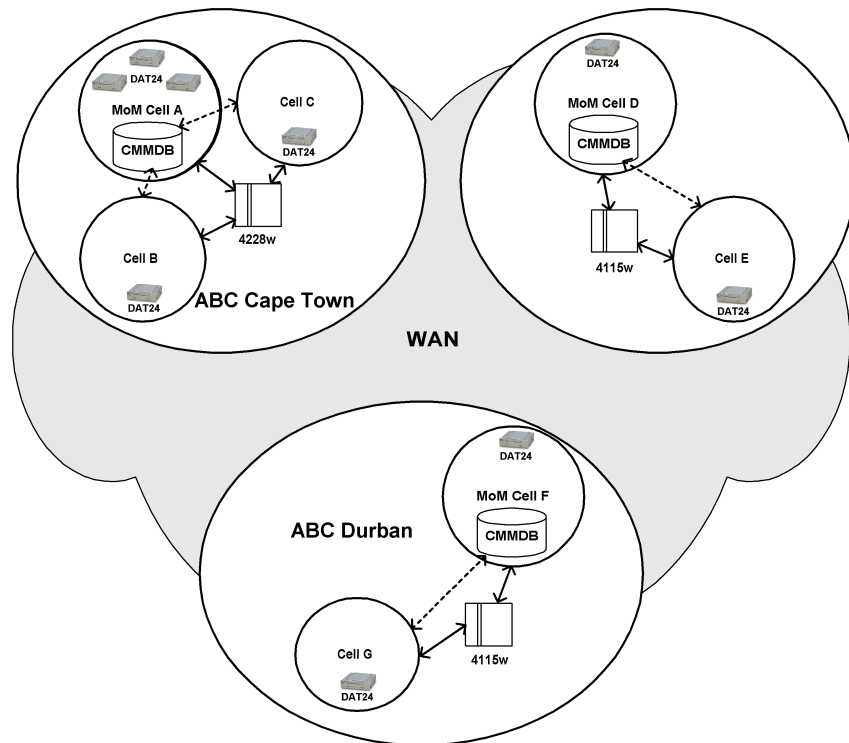 DAT24
MoM Cell A
CMMDB
Cell C
DAT24
4228w
Cell B
DAT24
ABC Cape Town
DAT24
MoM Cell D
CMMDB
4115w
Cell E
DAT24
WAN
DAT24
MoM Cell F
CMMDB
ABC Durban
4115w
Cell G
DAT24